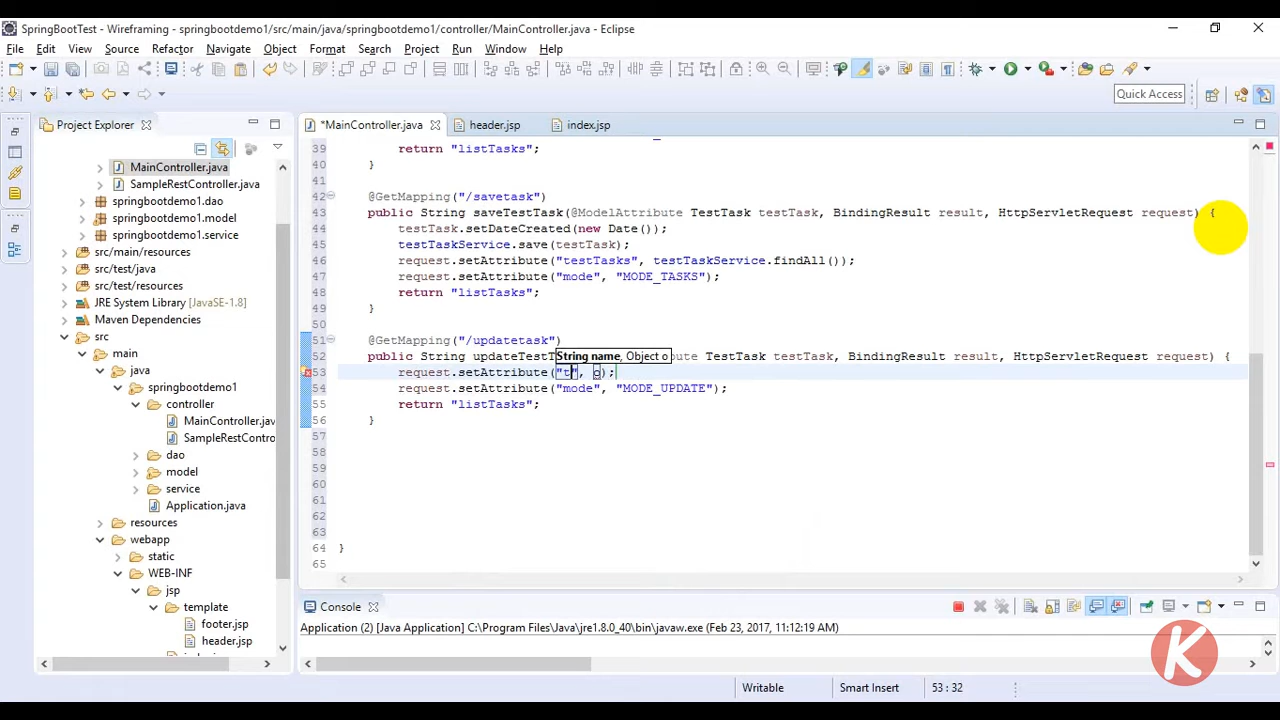 SpringBootTest - Wireframing - springbootdemo1/src/main/java/springbootdemo1/controller/MainController.java - Eclipse
File Edit View Source Refactor Navigate Object Format Search Project Run Window Help
Quick Access
Project Explorer
MainController.java
SampleRestController.java
springbootdemo1.dao
springbootdemo1.model
springbootdemo1.service
src/main/resources
src/test/java
src/test/resources
JRE System Library [JavaSE-1.8]
Maven Dependencies
src
main
java
springbootdemo1
controller
MainController.jav
SampleRestContro
dao
model
service
Application.java
resources
webapp
static
WEB-INF
jsp
template
footer.jsp
header.jsp
*MainController.java header.jsp index.jsp
39 return "listTasks";
40 }
41
42 @GetMapping("/savetask")
43 public String saveTestTask(@ModelAttribute TestTask testTask, BindingResult result, HttpServletRequest request) {
44 testTask.setDateCreated(new Date());
45 testTaskService.save(testTask);
46 request.setAttribute("testTasks", testTaskService.findAll());
47 request.setAttribute("mode", "MODE_TASKS");
48 return "listTasks";
49 }
50
51 @GetMapping("/updatetask")
52 public String updateTestT String name, Object o bute TestTask testTask, BindingResult result, HttpServletRequest request) {
53 request.setAttribute("t", o);
54 request.setAttribute("mode", "MODE_UPDATE");
55 return "listTasks";
56 }
57
58
59
60
61
62
63
64 }
65
Console
Application (2) [Java Application] C:\Program Files\Java\jre1.8.0_40\bin\javaw.exe (Feb 23, 2017, 11:12:19 AM)
K
Writable Smart Insert 53 : 32